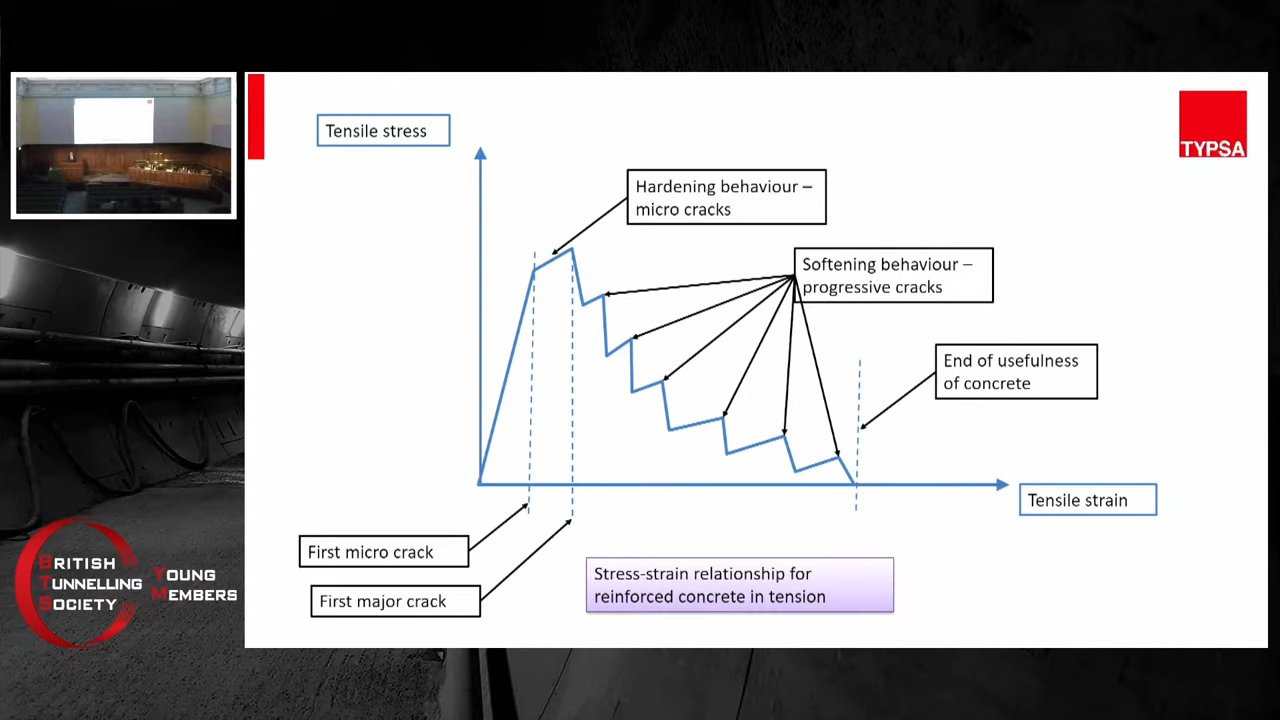 TYPSA
Tensile stress
Hardening behaviour –
micro cracks
Softening behaviour –
progressive cracks
End of usefulness
of concrete
Tensile strain
First micro crack
First major crack
Stress-strain relationship for
reinforced concrete in tension
BRITISH
TUNNELLING
SOCIETY
YOUNG
MEMBERS